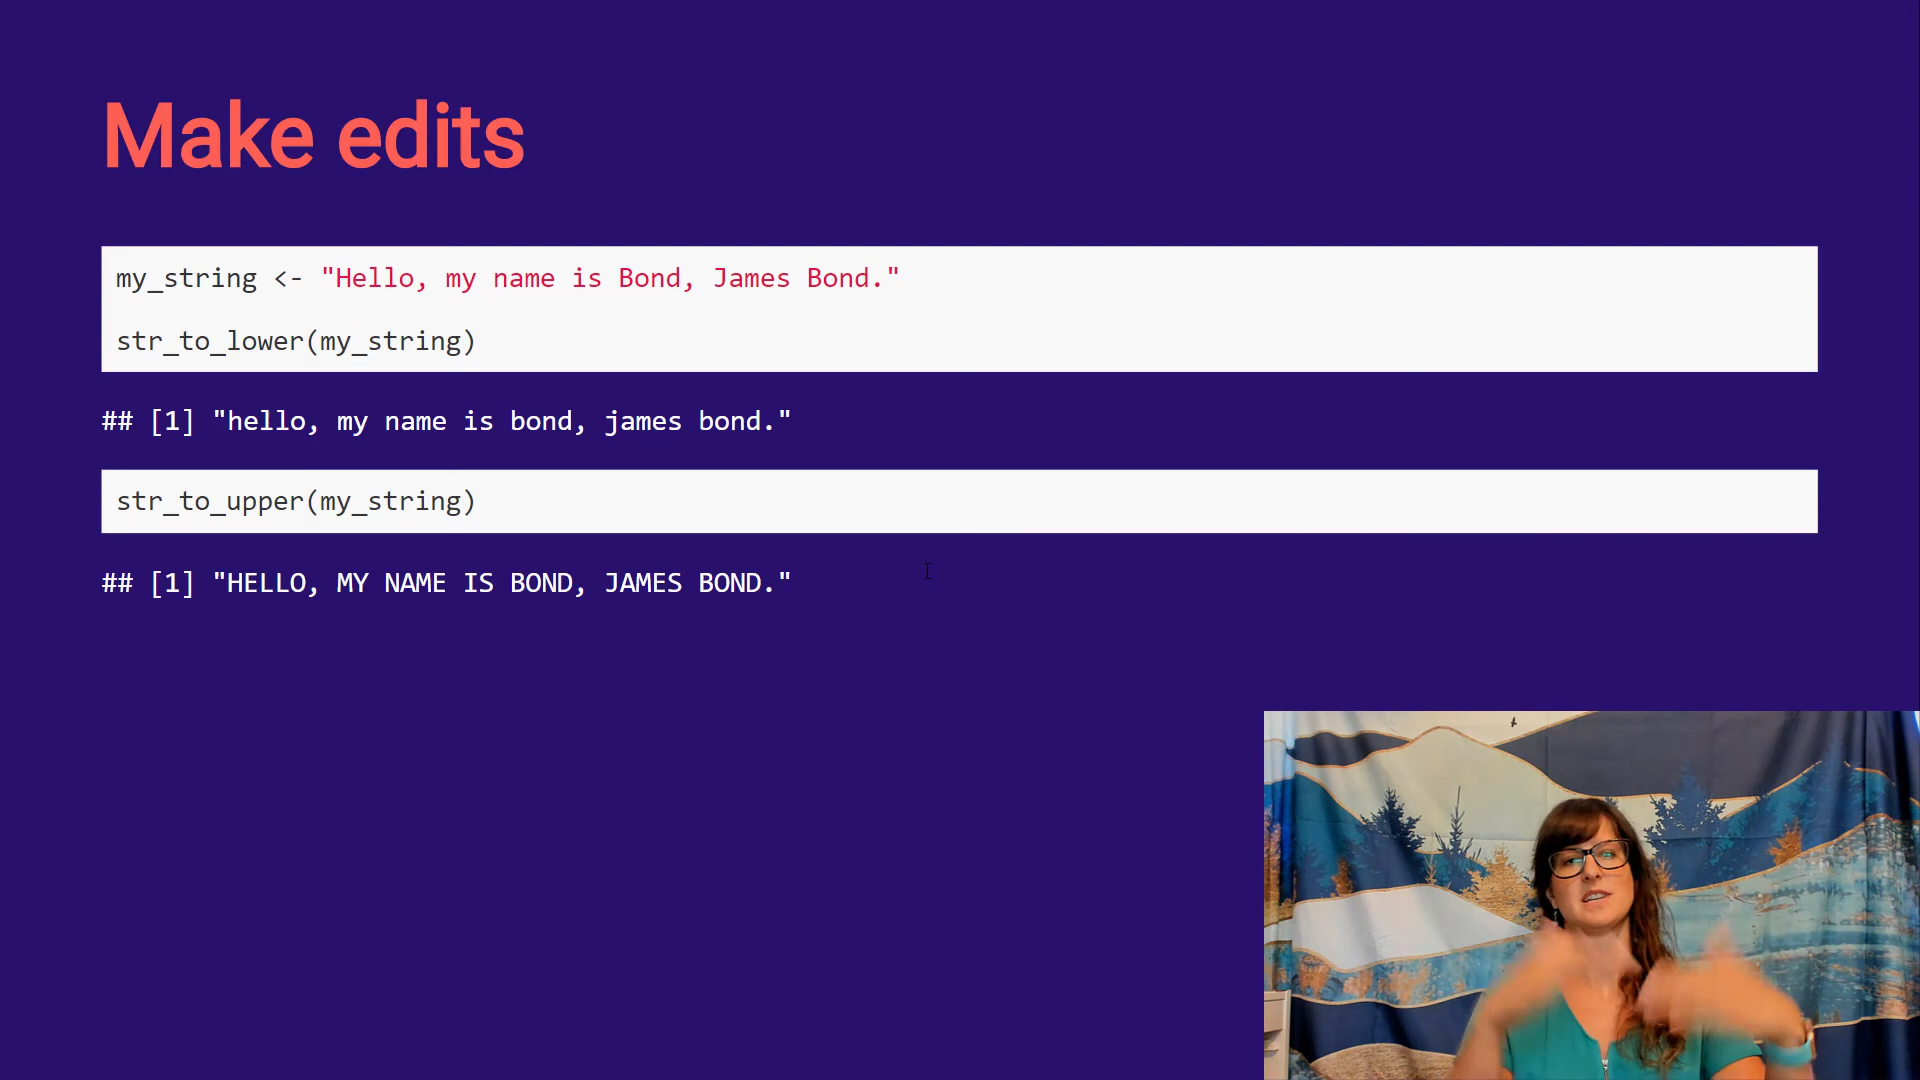 Make edits
my_string <- "Hello, my name is Bond, James Bond."
str_to_lower(my_string)
## [1] "hello, my name is bond, james bond."
str_to_upper(my_string)
## [1] "HELLO, MY NAME IS BOND, JAMES BOND."